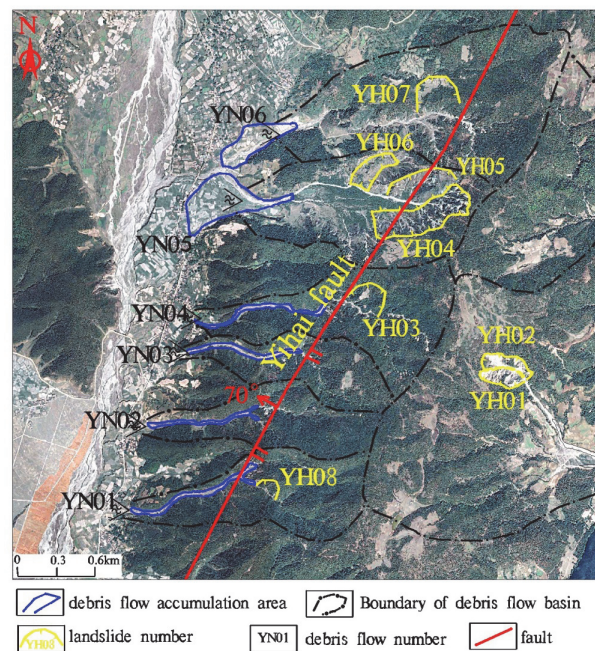 N
YH07
YN06
YH06
YH05
YN05
YH04
Yihai fault
YN04
YH03
YN03
YH02
YH01
70°
YN02
YH08
YN01
0 0.3 0.6km
debris flow accumulation area
Boundary of debris flow basin
YH08 landslide number
YN01 debris flow number
fault